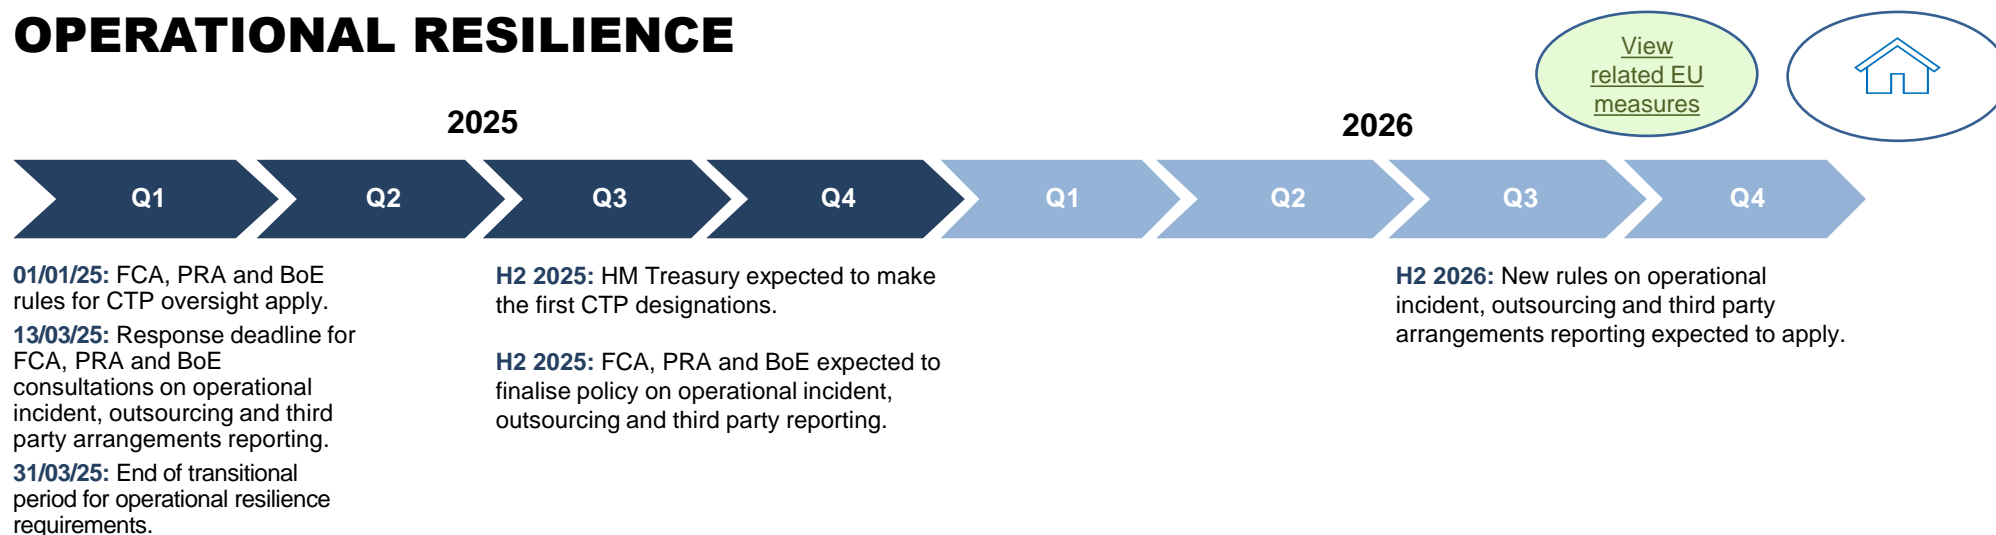 OPERATIONAL RESILIENCE
View
related EU
measures
2025
2026
Q1
Q2
Q3
Q4
Q1
Q2
Q3
Q4
01/01/25: FCA, PRA and BoE
rules for CTP oversight apply.
13/03/25: Response deadline for
FCA, PRA and BoE
consultations on operational
incident, outsourcing and third
party arrangements reporting.
31/03/25: End of transitional
period for operational resilience
requirements.
H2 2025: HM Treasury expected to make
the first CTP designations.
H2 2025: FCA, PRA and BoE expected to
finalise policy on operational incident,
outsourcing and third party reporting.
H2 2026: New rules on operational
incident, outsourcing and third party
arrangements reporting expected to apply.